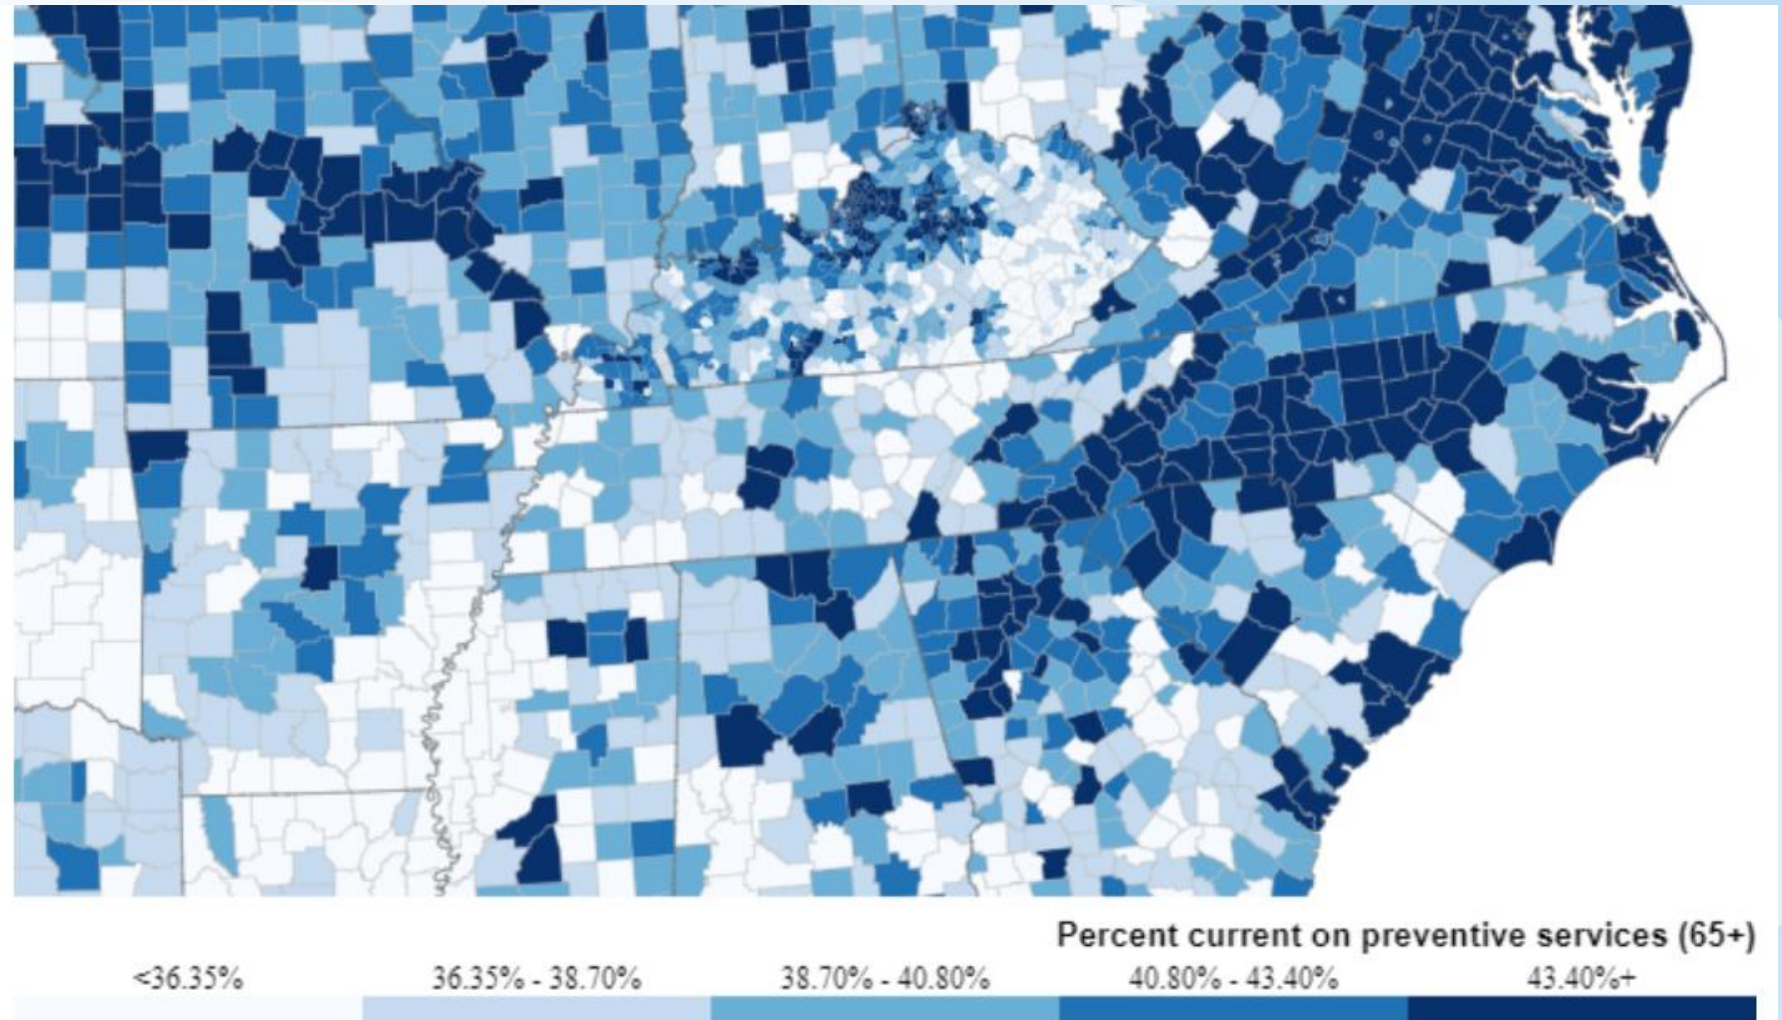 Percent current on preventive services (65+)
<36.35% 36.35% - 38.70% 38.70% - 40.80% 40.80% - 43.40% 43.40%+